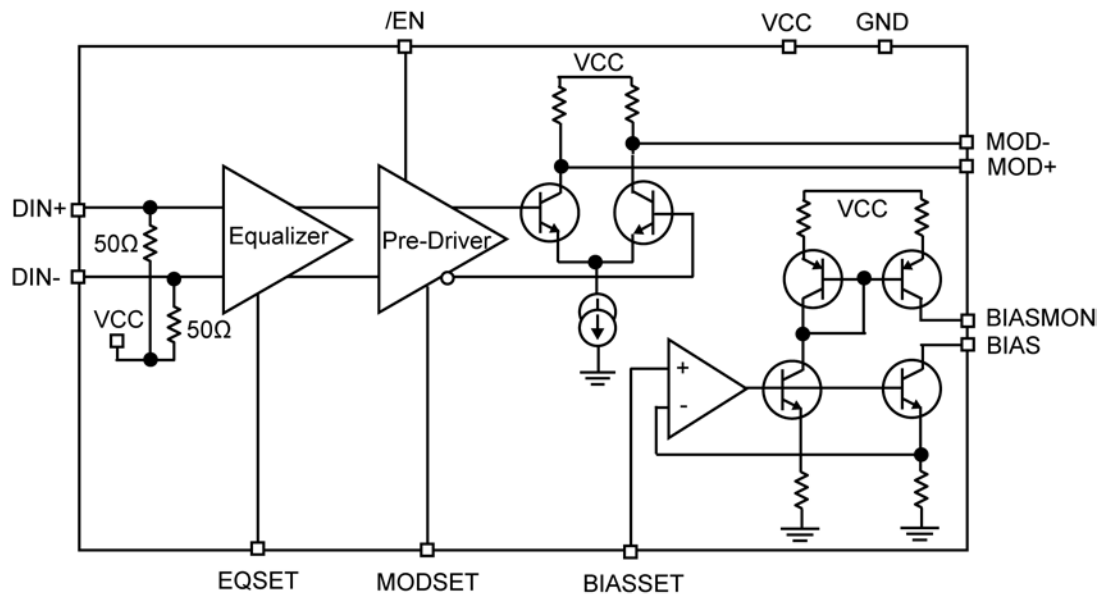 /EN
VCC
GND
VCC
MOD-
MOD+
DIN+
50Ω
Equalizer
Pre-Driver
VCC
DIN-
VCC
50Ω
BIASMON
BIAS
+
-
EQSET
MODSET
BIASSET